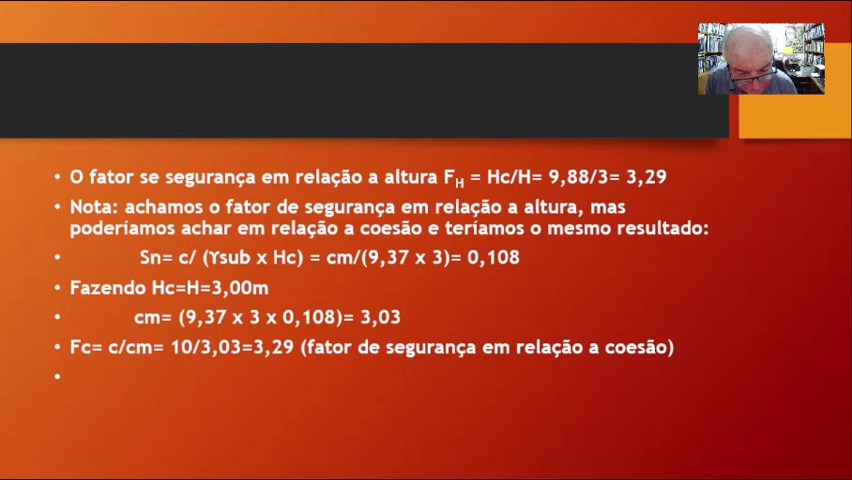 • O fator se segurança em relação a altura FH = Hc/H= 9,88/3= 3,29
• Nota: achamos o fator de segurança em relação a altura, mas
poderíamos achar em relação a coesão e teríamos o mesmo resultado:
• Sn= c/ (ϒsub x Hc) = cm/(9,37 x 3)= 0,108
• Fazendo Hc=H=3,00m
• cm= (9,37 x 3 x 0,108)= 3,03
• Fc= c/cm= 10/3,03=3,29 (fator de segurança em relação a coesão)
•